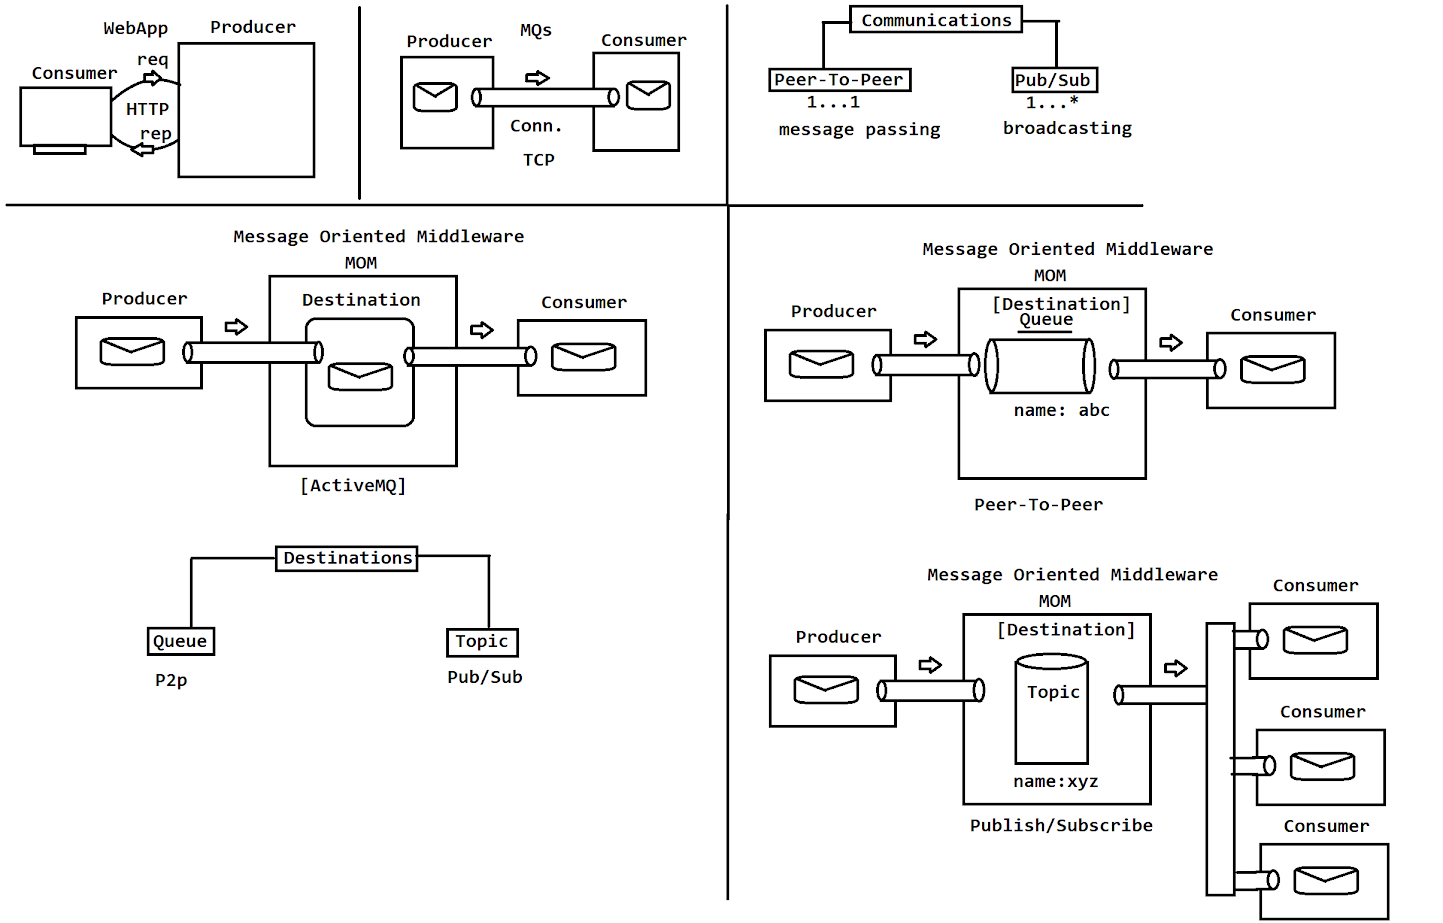 WebApp
Producer
Consumer
req
HTTP
rep
MQs
Producer
Consumer
Conn.
TCP
Communications
Peer-To-Peer
1...1
message passing
Pub/Sub
1...*
broadcasting
Message Oriented Middleware
MOM
Producer
Destination
Consumer
[ActiveMQ]
Destinations
Queue
P2p
Topic
Pub/Sub
Message Oriented Middleware
MOM
Producer
[Destination]
Queue
Consumer
name: abc
Peer-To-Peer
Message Oriented Middleware
MOM
Producer
[Destination]
Topic
name:xyz
Publish/Subscribe
Consumer
Consumer
Consumer